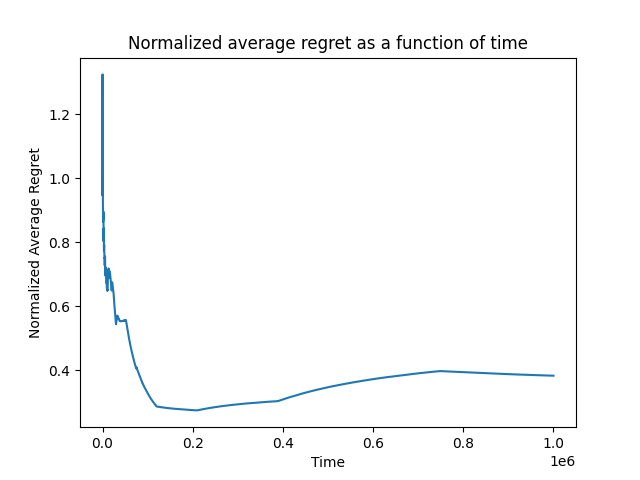 Normalized average regret as a function of time
Normalized Average Regret
1.2
1.0
0.8
0.6
0.4
0.0 0.2 0.4 0.6 0.8 1.0
1e6
Time